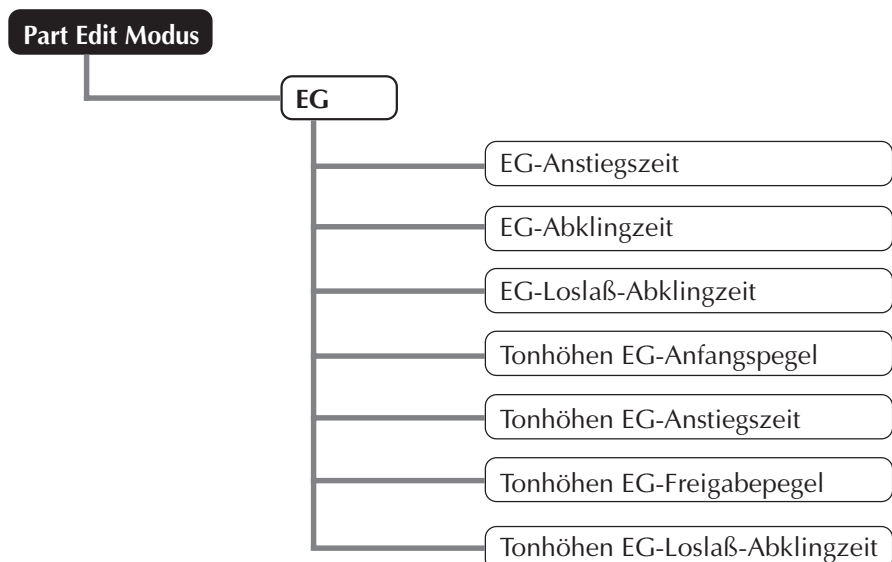 Part Edit Modus
EG
EG-Anstiegszeit
EG-Abklingzeit
EG-Loslaß-Abklingzeit
Tonhöhen EG-Anfangspegel
Tonhöhen EG-Anstiegszeit
Tonhöhen EG-Freigabepegel
Tonhöhen EG-Loslaß-Abklingzeit